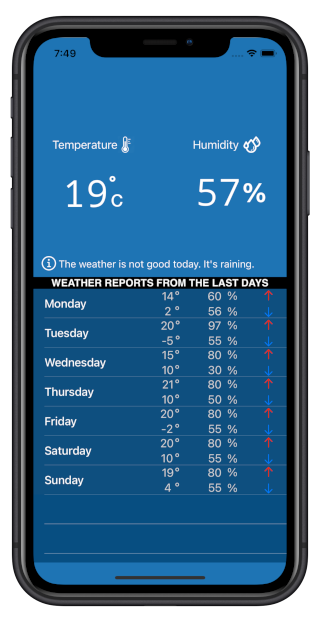 7:49
Temperature
Humidity
19°C
57%
The weather is not good today. It's raining.
WEATHER REPORTS FROM THE LAST DAYS
Monday
14° 60 %
2° 56 %
Tuesday
20° 97 %
-5° 55 %
Wednesday
15° 80 %
10° 30 %
Thursday
21° 80 %
10° 50 %
Friday
20° 80 %
-2° 55 %
Saturday
20° 80 %
10° 55 %
Sunday
19° 80 %
4° 55 %